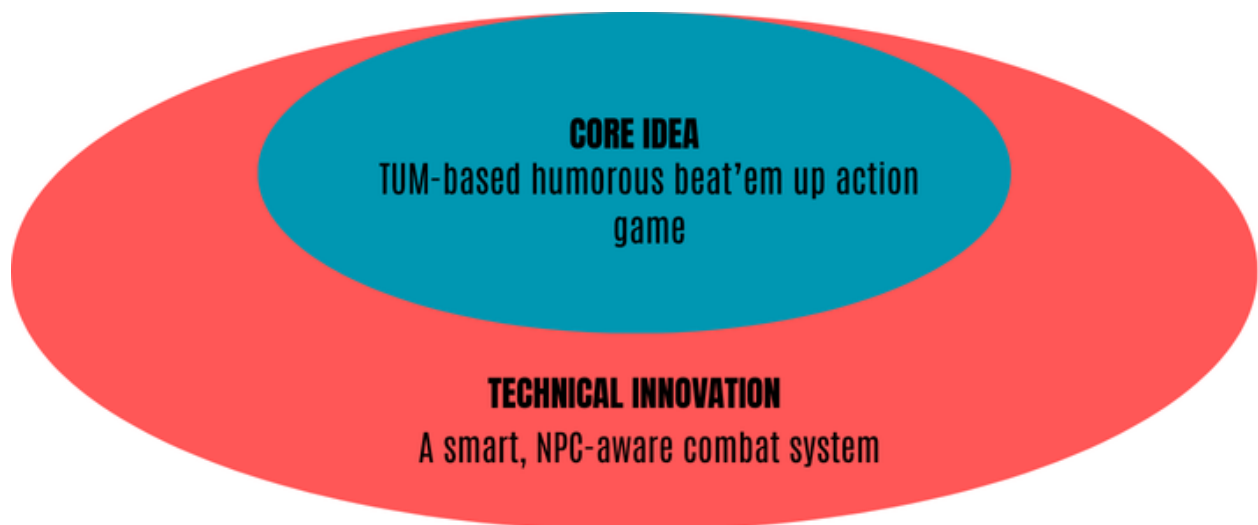 CORE IDEA
TUM-based humorous beat’em up action
game
TECHNICAL INNOVATION
A smart, NPC-aware combat system